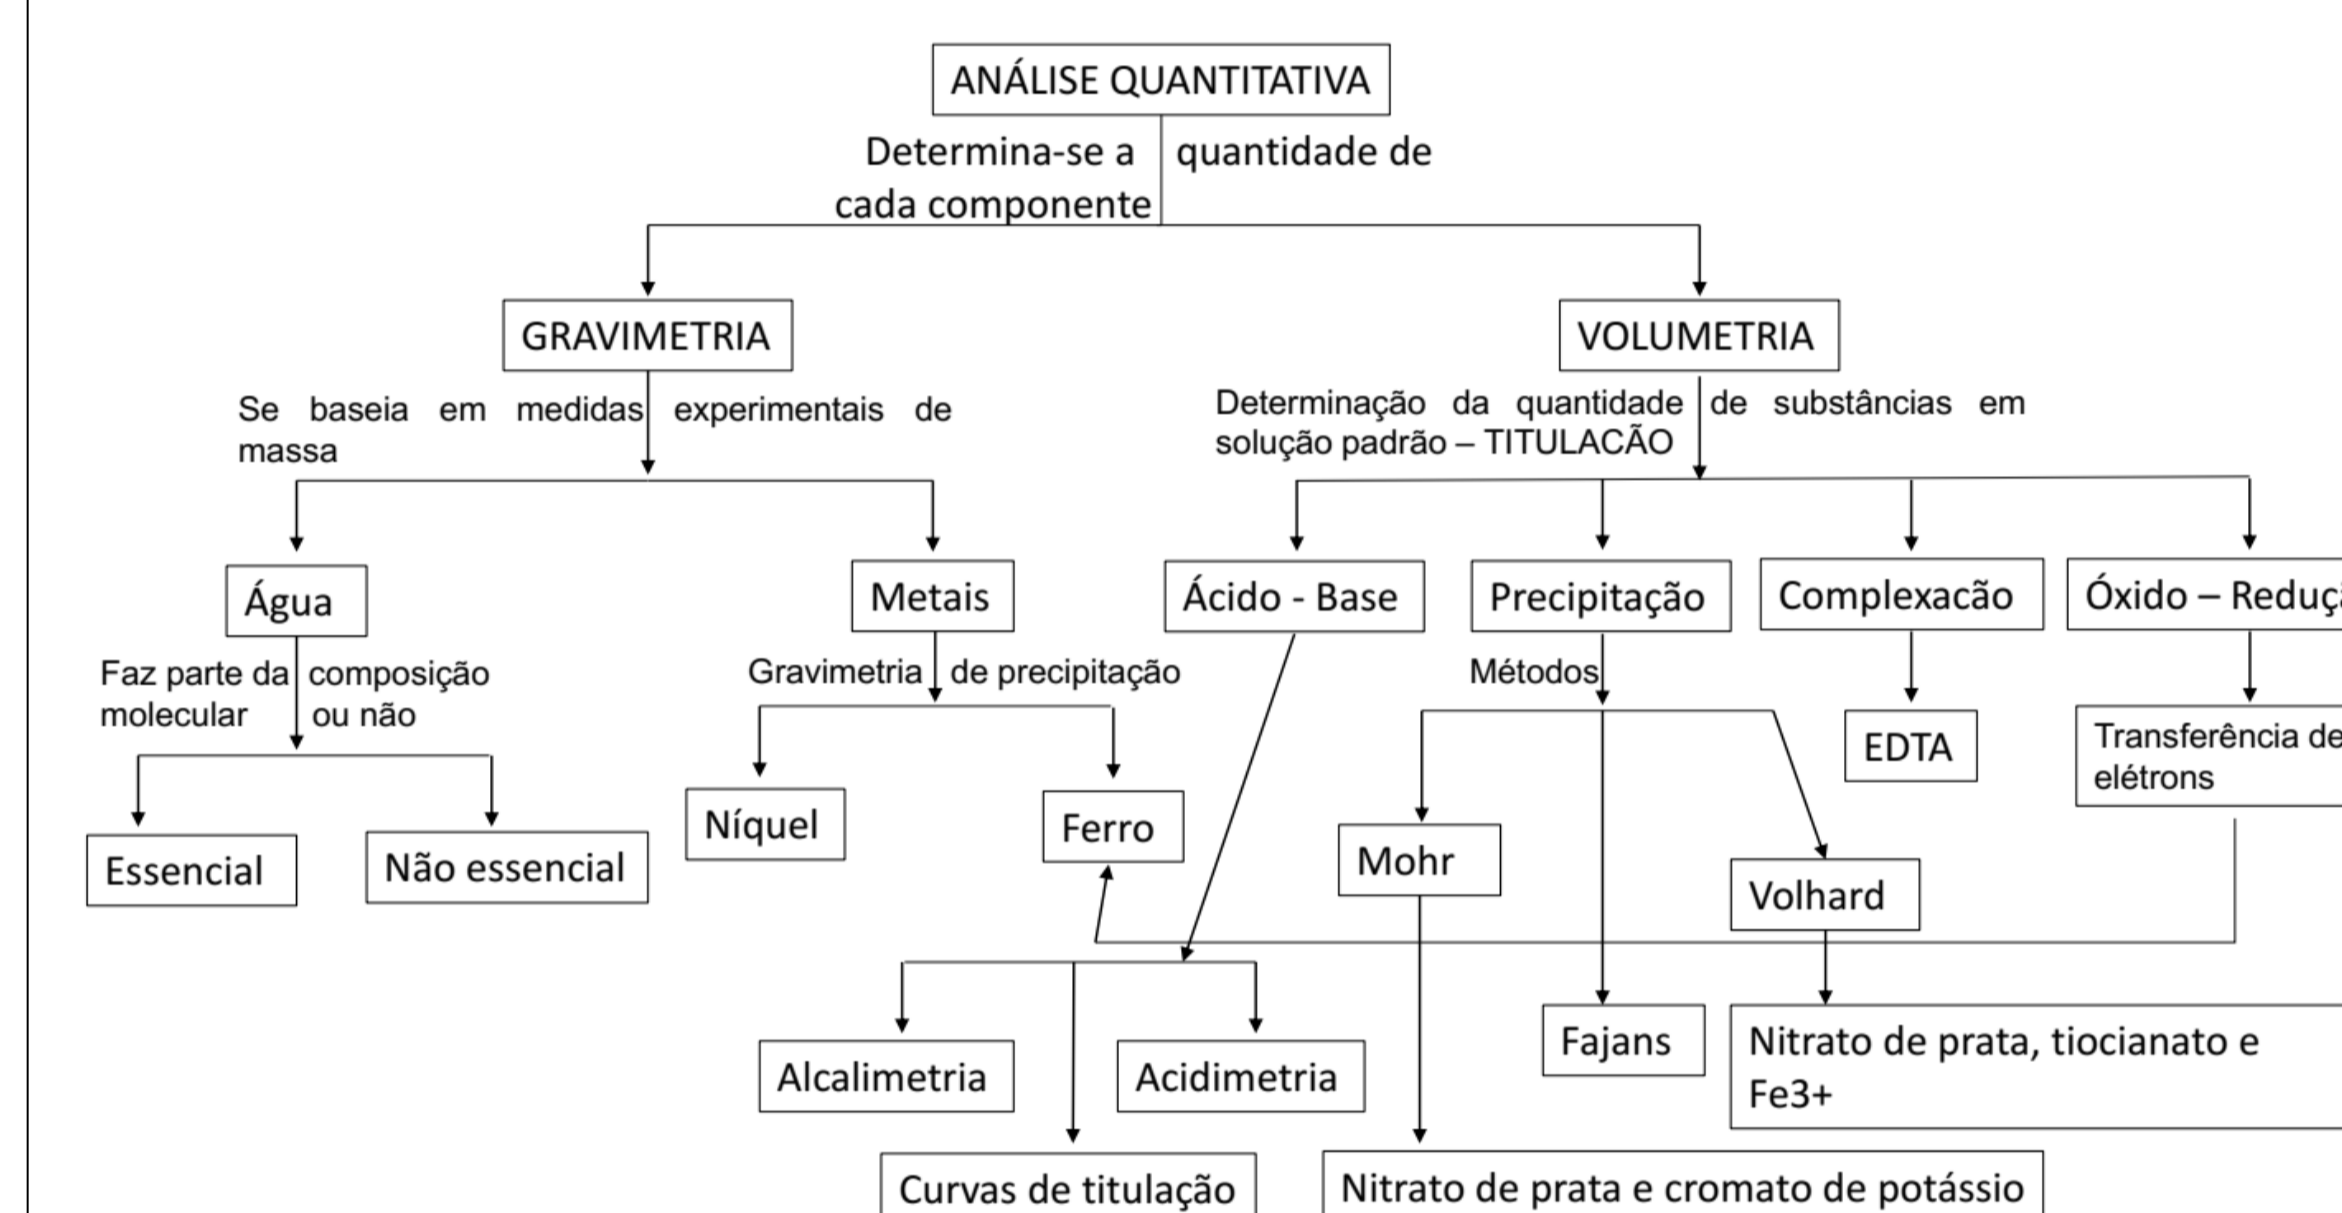 ANÁLISE QUANTITATIVA
Determina-se a quantidade de
cada componente
GRAVIMETRIA
VOLUMETRIA
Se baseia em medidas experimentais de
massa
Determinação da quantidade de substâncias em
solução padrão – TITULACÃO
Água
Metais
Ácido - Base
Precipitação
Complexacão
Óxido –
Faz parte da composição
molecular ou não
Gravimetria de precipitação
Métodos
EDTA
Transferência de
elétrons
Essencial
Não essencial
Níquel
Ferro
Mohr
Volhard
Alcalimetria
Acidimetria
Fajans
Nitrato de prata, tiocianato e
Fe3+
Curvas de titulação
Nitrato de prata e cromato de potássio